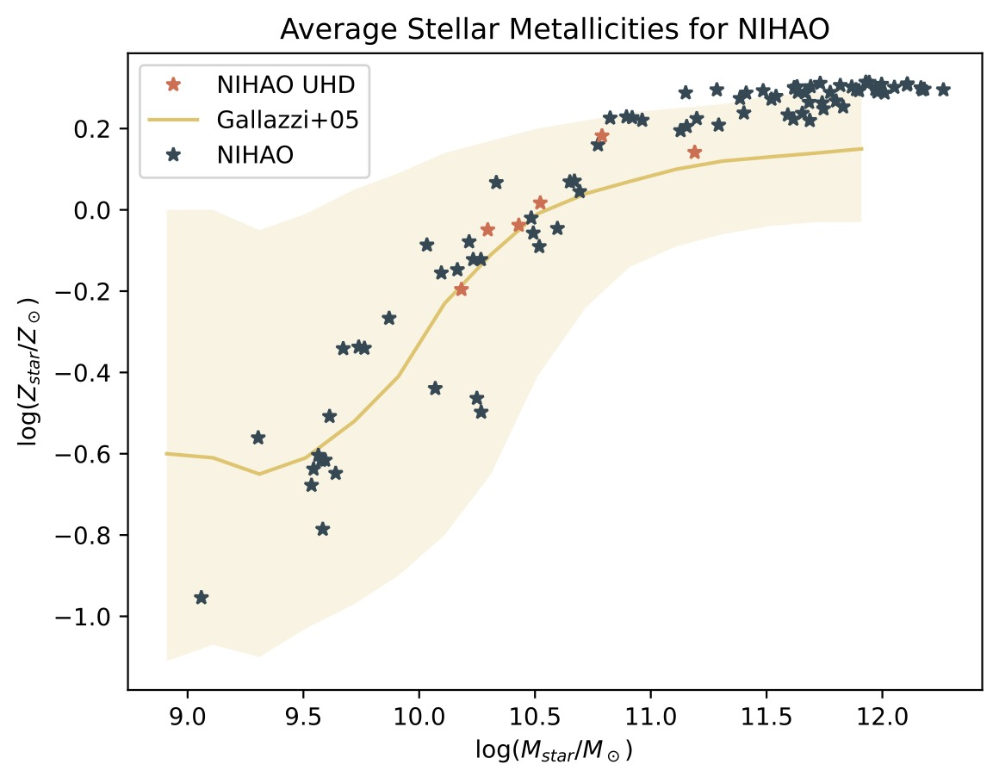 Average Stellar Metallicities for NIHAO
NIHAO UHD
Gallazzi+05
NIHAO
0.2
0.0
−0.2
−0.4
−0.6
−0.8
−1.0
log(Z_star/Z_⊙)
9.0 9.5 10.0 10.5 11.0 11.5 12.0
log(M_star/M_⊙)